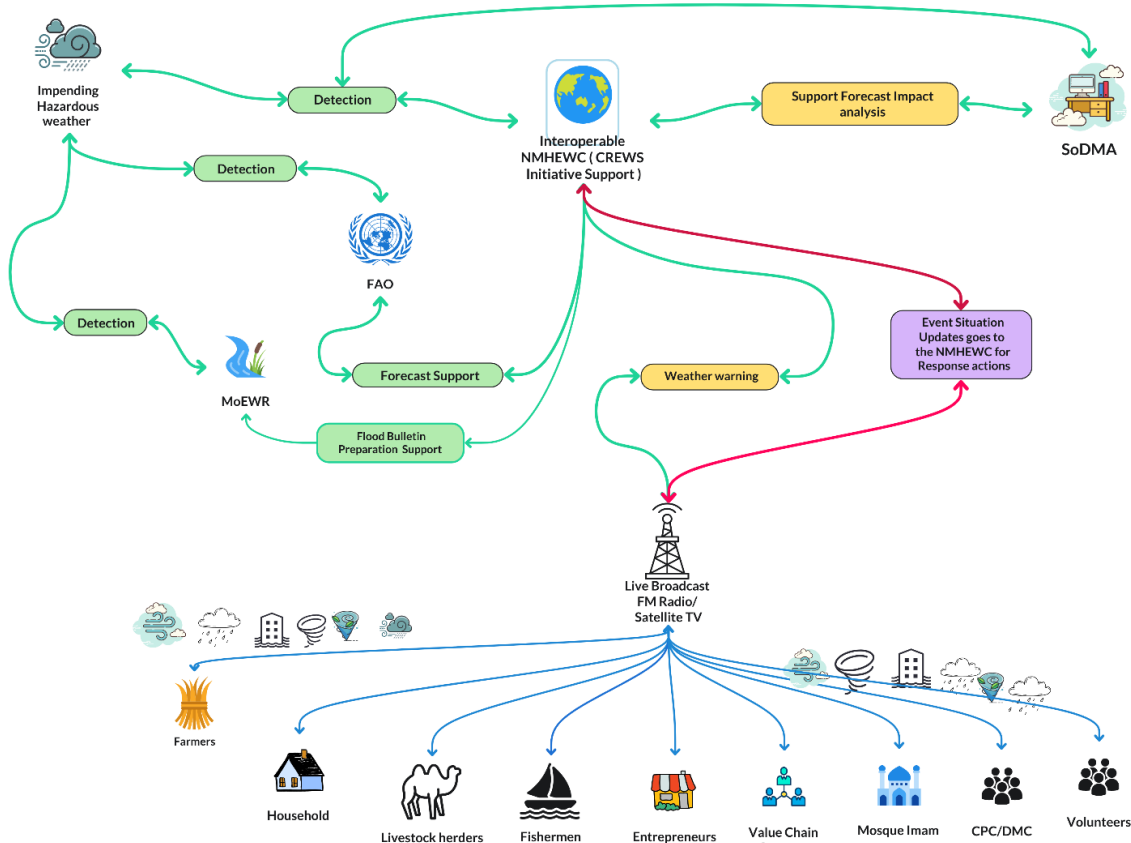 Impending
Hazardous
weather
Detection
Interoperable
NMHEWC ( CREWS
Initiative Support )
Support Forecast Impact
analysis
SoDMA
Detection
FAO
Detection
MoEWR
Forecast Support
Flood Bulletin
Preparation Support
Weather warning
Event Situation
Updates goes to
the NMHEWC for
Response actions
Live Broadcast
FM Radio/
Satellite TV
Farmers
Household
Livestock herders
Fishermen
Entrepreneurs
Value Chain
Mosque Imam
CPC/DMC
Volunteers